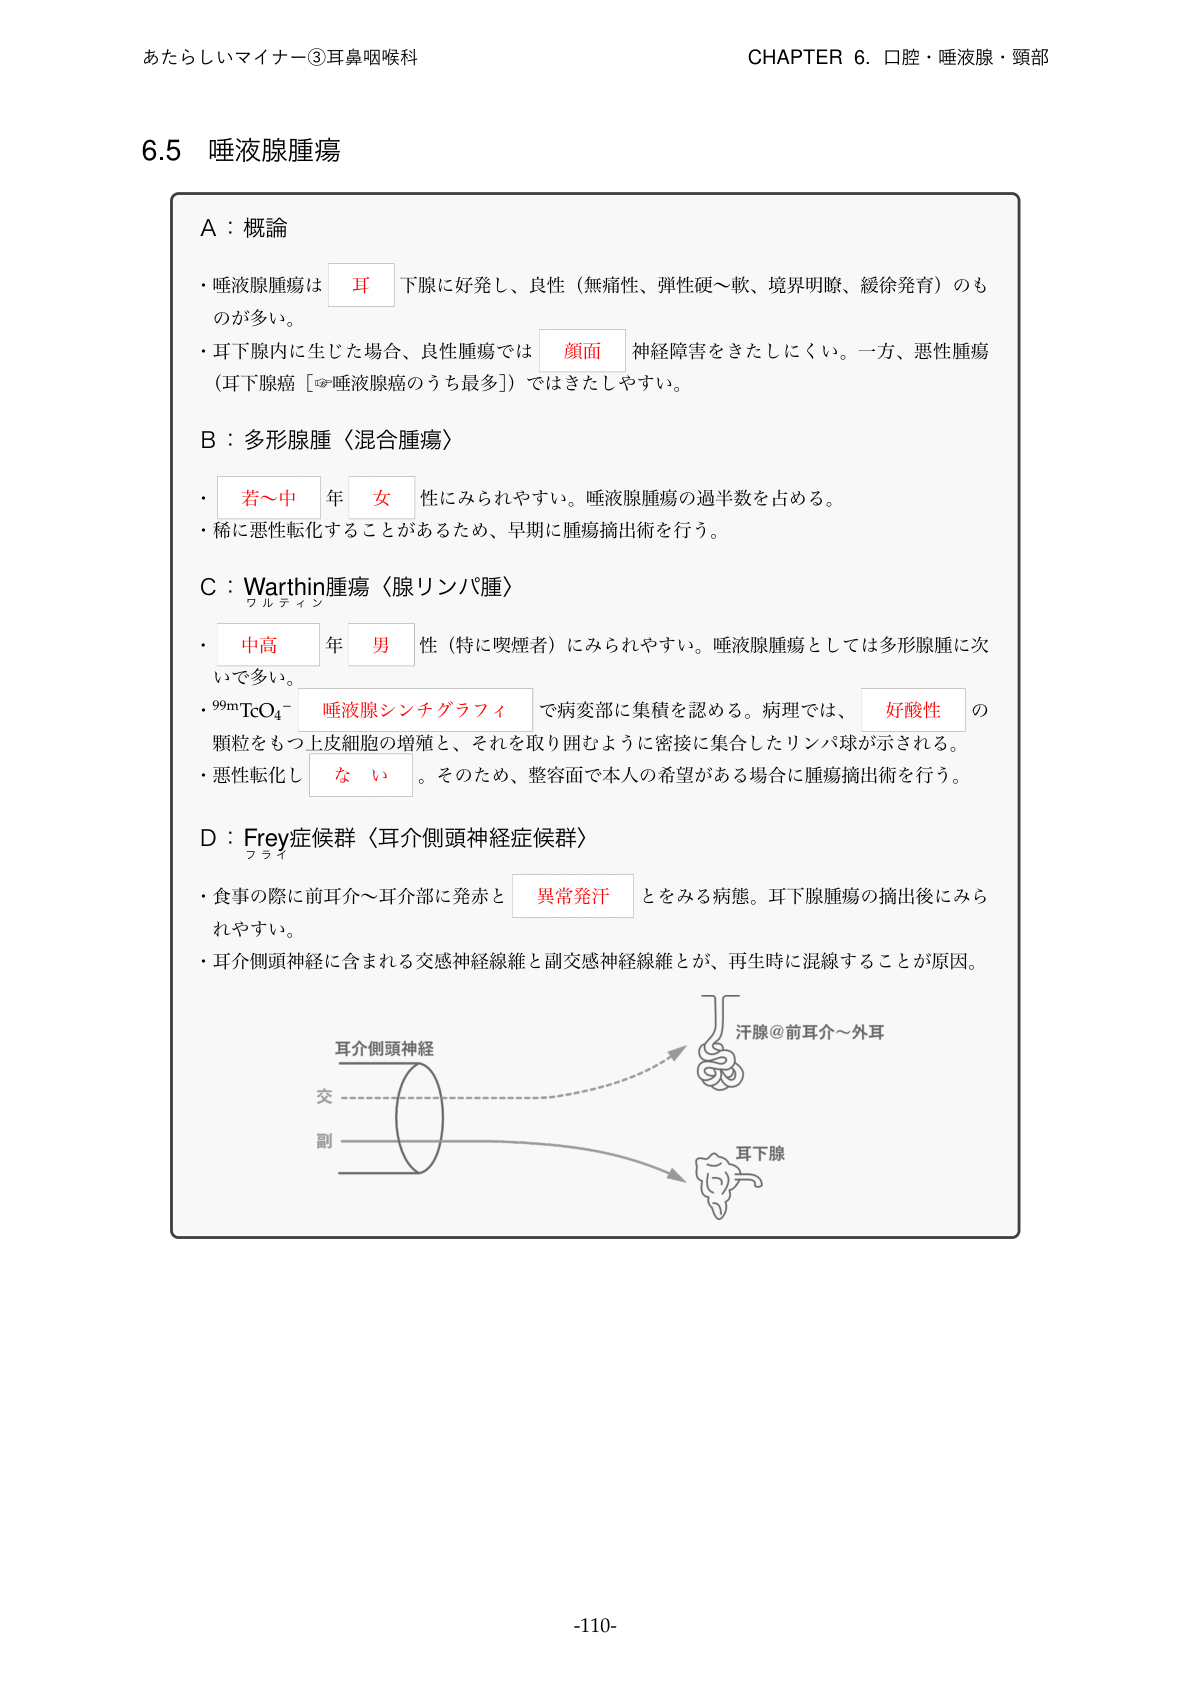 あたらしいマイナー③耳鼻咽喉科 CHAPTER 6. 口腔・唾液腺・頸部
6.5 唾液腺腫瘍
A：概論
・唾液腺腫瘍は 耳 下腺に好発し、良性（無痛性、弾性硬〜軟、境界明瞭、緩徐発育）のも
のが多い。
・耳下腺内に生じた場合、良性腫瘍では 顔面 神経障害をきたしにくい。一方、悪性腫瘍
（耳下腺癌［☞唾液腺癌のうち最多］）ではきたしやすい。
B：多形腺腫〈混合腫瘍〉
・ 若〜中 年 女 性にみられやすい。唾液腺腫瘍の過半数を占める。
・稀に悪性転化することがあるため、早期に腫瘍摘出術を行う。
C：Warthin腫瘍〈腺リンパ腫〉
ワルティン
・ 中高 年 男 性（特に喫煙者）にみられやすい。唾液腺腫瘍としては多形腺腫に次
いで多い。
・⁹⁹ᵐTcO₄⁻ 唾液腺シンチグラフィ で病変部に集積を認める。病理では、 好酸性 の
顆粒をもつ上皮細胞の増殖と、それを取り囲むように密接に集合したリンパ球が示される。
・悪性転化し な い 。そのため、整容面で本人の希望がある場合に腫瘍摘出術を行う。
D：Frey症候群〈耳介側頭神経症候群〉
フライ
・食事の際に前耳介〜耳介部に発赤と 異常発汗 とをみる病態。耳下腺腫瘍の摘出後にみら
れやすい。
・耳介側頭神経に含まれる交感神経線維と副交感神経線維とが、再生時に混線することが原因。
汗腺@前耳介〜外耳
耳介側頭神経
交
副
耳下腺
-110-